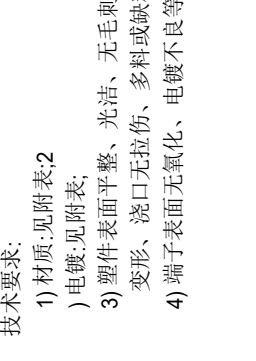 技术要求:
1) 材质:见附表;2
) 电镀:见附表;
3) 塑件表面平整、光洁、无毛刺
变形、浇口无拉伤、多料或缺
4) 端子表面无氧化、电镀不良等